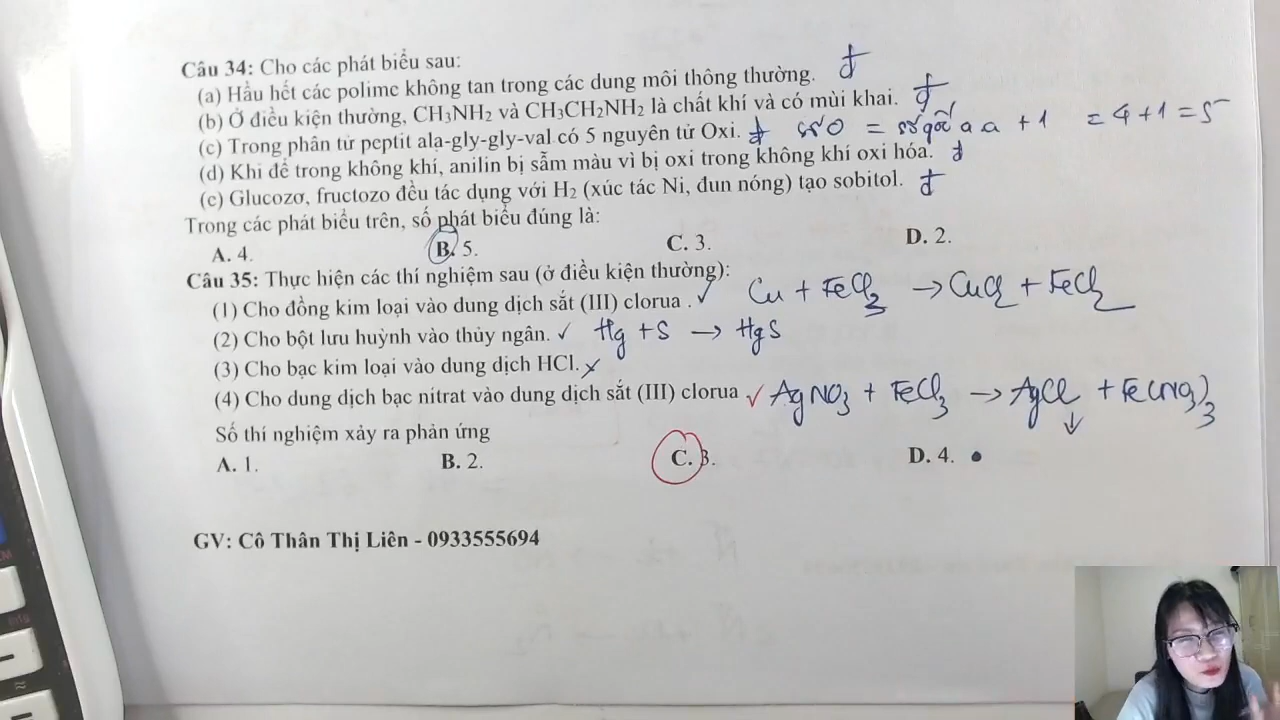 Câu 34: Cho các phát biểu sau:
(a) Hầu hết các polime không tan trong các dung môi thông thường. đ
(b) Ở điều kiện thường, CH₃NH₂ và CH₃CH₂NH₂ là chất khí và có mùi khai. đ
(c) Trong phân tử peptit ala-gly-gly-val có 5 nguyên tử Oxi. đ số O = số gốc a a + 1 = 4 + 1 = 5
(d) Khi để trong không khí, anilin bị sẫm màu vì bị oxi trong không khí oxi hóa. đ
(e) Glucozơ, fructozo đều tác dụng với H₂ (xúc tác Ni, đun nóng) tạo sobitol. đ
Trong các phát biểu trên, số phát biểu đúng là:
A. 4. B. 5. C. 3. D. 2.
Câu 35: Thực hiện các thí nghiệm sau (ở điều kiện thường):
(1) Cho đồng kim loại vào dung dịch sắt (III) clorua . ✓ Cu + FeCl₃ → CuCl₂ + FeCl₂
(2) Cho bột lưu huỳnh vào thủy ngân. ✓ Hg + S → HgS
(3) Cho bạc kim loại vào dung dịch HCl. ✗
(4) Cho dung dịch bạc nitrat vào dung dịch sắt (III) clorua ✓ AgNO₃ + FeCl₃ → AgCl ↓ + Fe(NO₃)₃
Số thí nghiệm xảy ra phản ứng
A. 1. B. 2. C. 3. D. 4.
GV: Cô Thân Thị Liên - 0933555694